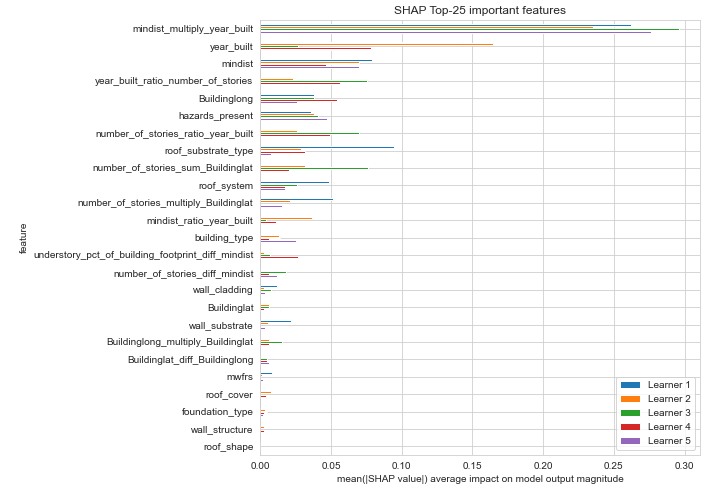 SHAP Top-25 important features
mindist_multiply_year_built
year_built
mindist
year_built_ratio_number_of_stories
Buildinglong
hazards_present
number_of_stories_ratio_year_built
roof_substrate_type
number_of_stories_sum_Buildinglat
roof_system
number_of_stories_multiply_Buildinglat
mindist_ratio_year_built
building_type
understory_pct_of_building_footprint_diff_mindist
number_of_stories_diff_mindist
wall_cladding
Buildinglat
wall_substrate
Buildinglong_multiply_Buildinglat
Buildinglat_diff_Buildinglong
mwfrs
roof_cover
foundation_type
wall_structure
roof_shape
feature
Learner 1
Learner 2
Learner 3
Learner 4
Learner 5
0.00 0.05 0.10 0.15 0.20 0.25 0.30
mean(|SHAP value|) average impact on model output magnitude